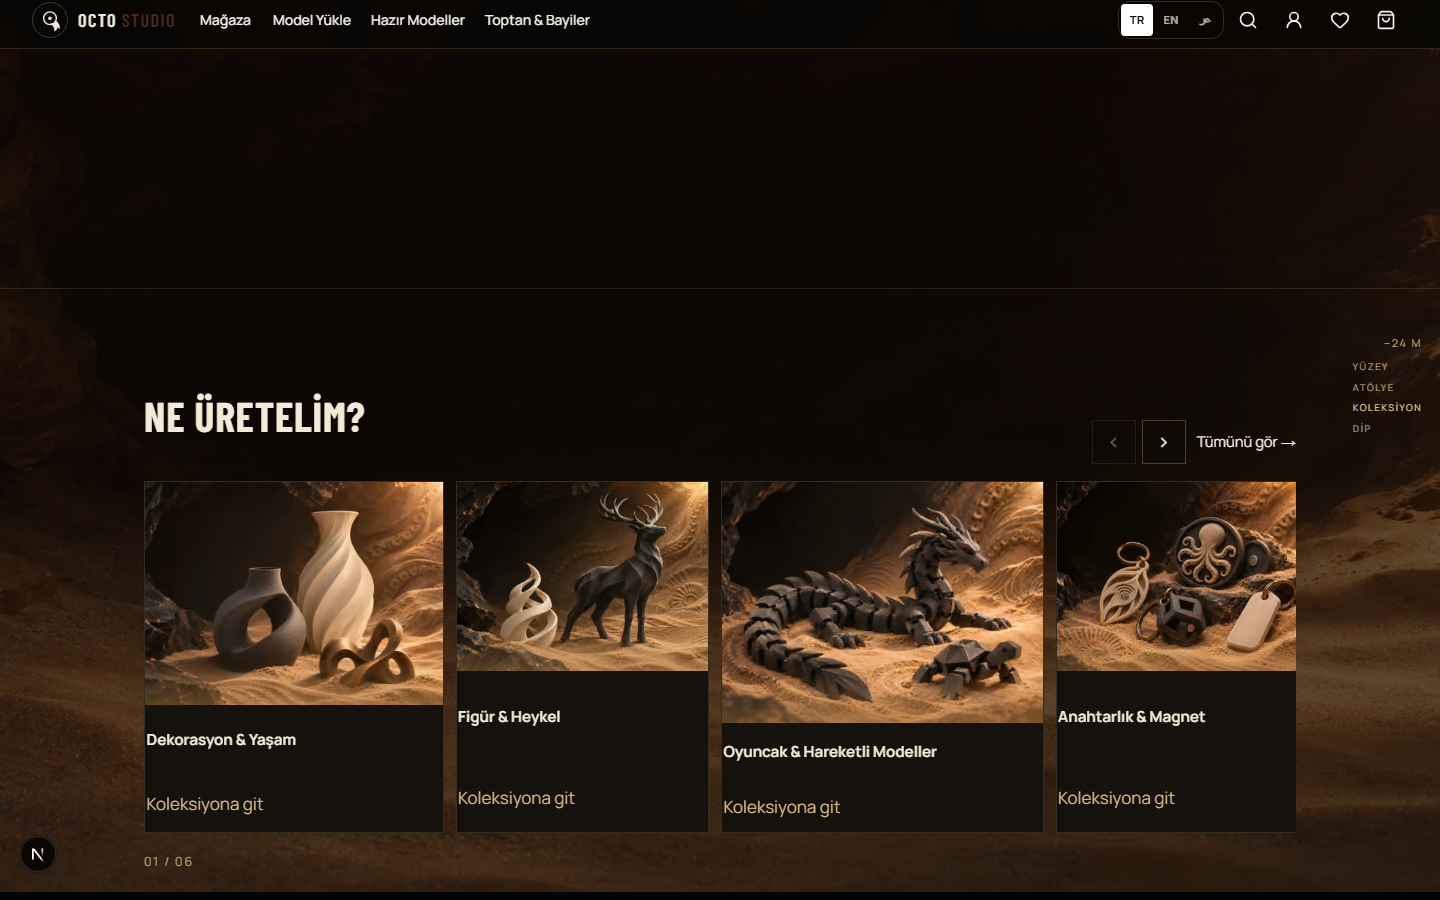 OCTO STUDIO Mağaza Model Yükle Hazır Modeller Toptan & Bayiler TR EN عر
−24 M
YÜZEY
ATÖLYE
KOLEKSİYON
DİP
NE ÜRETELİM?
Tümünü gör →
Dekorasyon & Yaşam
Koleksiyona git
Figür & Heykel
Koleksiyona git
Oyuncak & Hareketli Modeller
Koleksiyona git
Anahtarlık & Magnet
Koleksiyona git
01 / 06
N